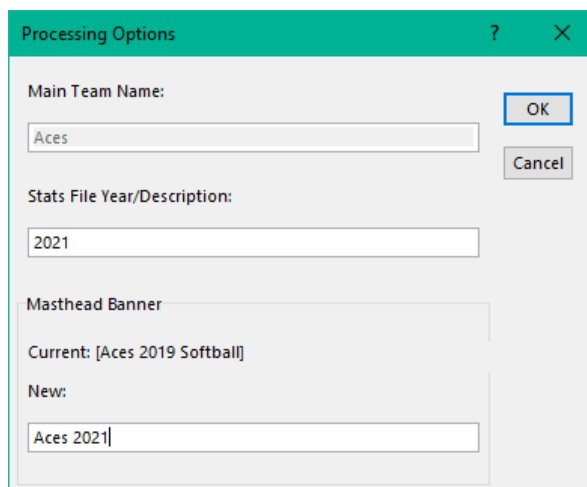 Processing Options ?
Main Team Name:
OK
Aces
Cancel
Stats File Year/Description:
2021
Masthead Banner
Current: [Aces 2019 Softball]
New:
Aces 2021